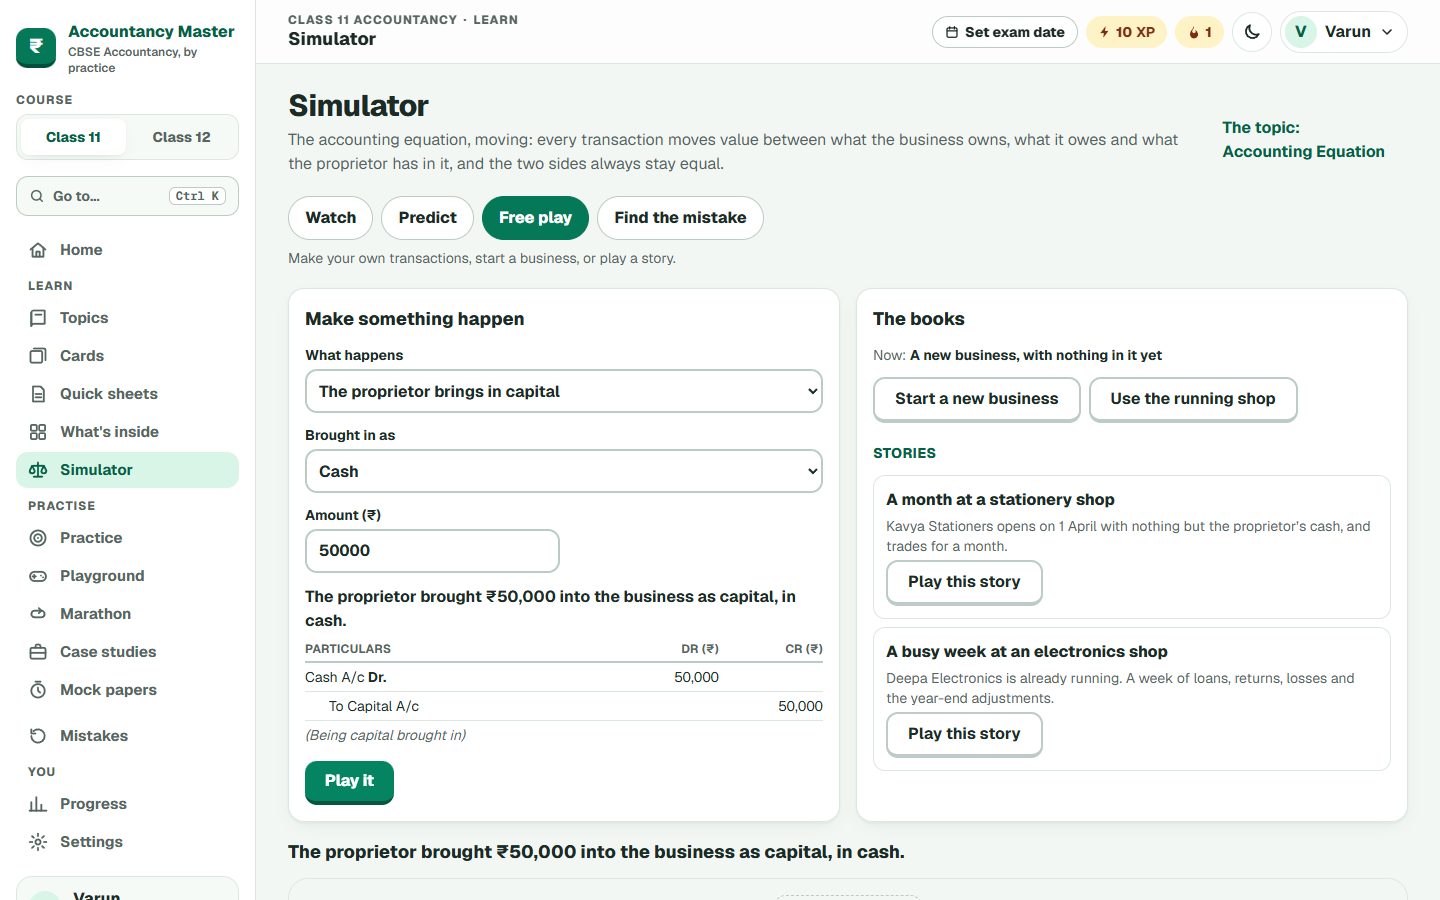 ₹
Accountancy Master
CBSE Accountancy, by
practice
COURSE
Class 11
Class 12
Go to...
Ctrl K
Home
LEARN
Topics
Cards
Quick sheets
What's inside
Simulator
PRACTISE
Practice
Playground
Marathon
Case studies
Mock papers
Mistakes
YOU
Progress
Settings
Varun
CLASS 11 ACCOUNTANCY · LEARN
Simulator
Set exam date
10 XP
1
V
Varun
Simulator
The accounting equation, moving: every transaction moves value between what the business owns, what it owes and what
the proprietor has in it, and the two sides always stay equal.
The topic:
Accounting Equation
Watch
Predict
Free play
Find the mistake
Make your own transactions, start a business, or play a story.
Make something happen
What happens
The proprietor brings in capital
Brought in as
Cash
Amount (₹)
50000
The proprietor brought ₹50,000 into the business as capital, in
cash.
PARTICULARS DR (₹) CR (₹)
Cash A/c Dr. 50,000
To Capital A/c 50,000
(Being capital brought in)
Play it
The books
Now: A new business, with nothing in it yet
Start a new business
Use the running shop
STORIES
A month at a stationery shop
Kavya Stationers opens on 1 April with nothing but the proprietor's cash, and
trades for a month.
Play this story
A busy week at an electronics shop
Deepa Electronics is already running. A week of loans, returns, losses and
the year-end adjustments.
Play this story
The proprietor brought ₹50,000 into the business as capital, in cash.